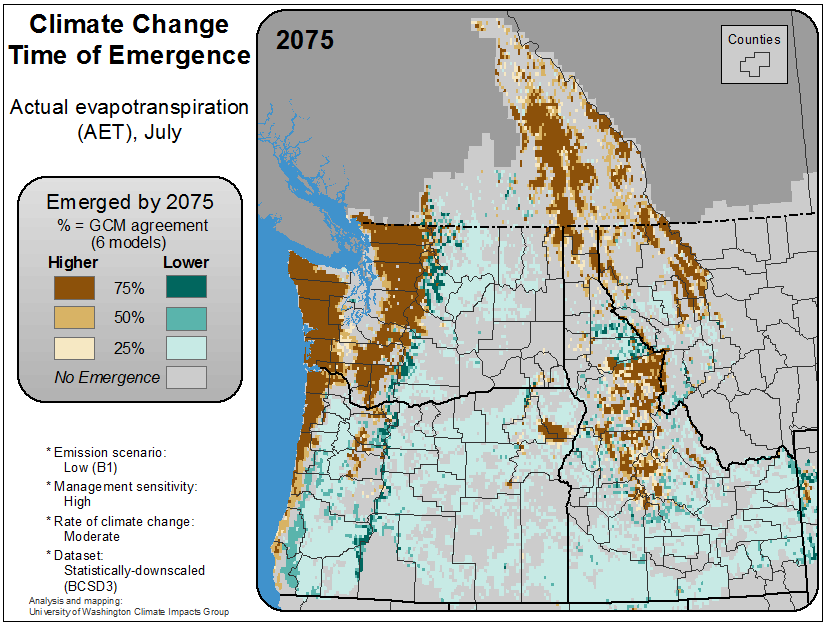 Climate Change
Time of Emergence
Actual evapotranspiration
(AET), July
Emerged by 2075
% = GCM agreement
(6 models)
Higher Lower
75%
50%
25%
No Emergence
* Emission scenario:
Low (B1)
* Management sensitivity:
High
* Rate of climate change:
Moderate
* Dataset:
Statistically-downscaled
(BCSD3)
Analysis and mapping:
University of Washington Climate Impacts Group
2075
Counties